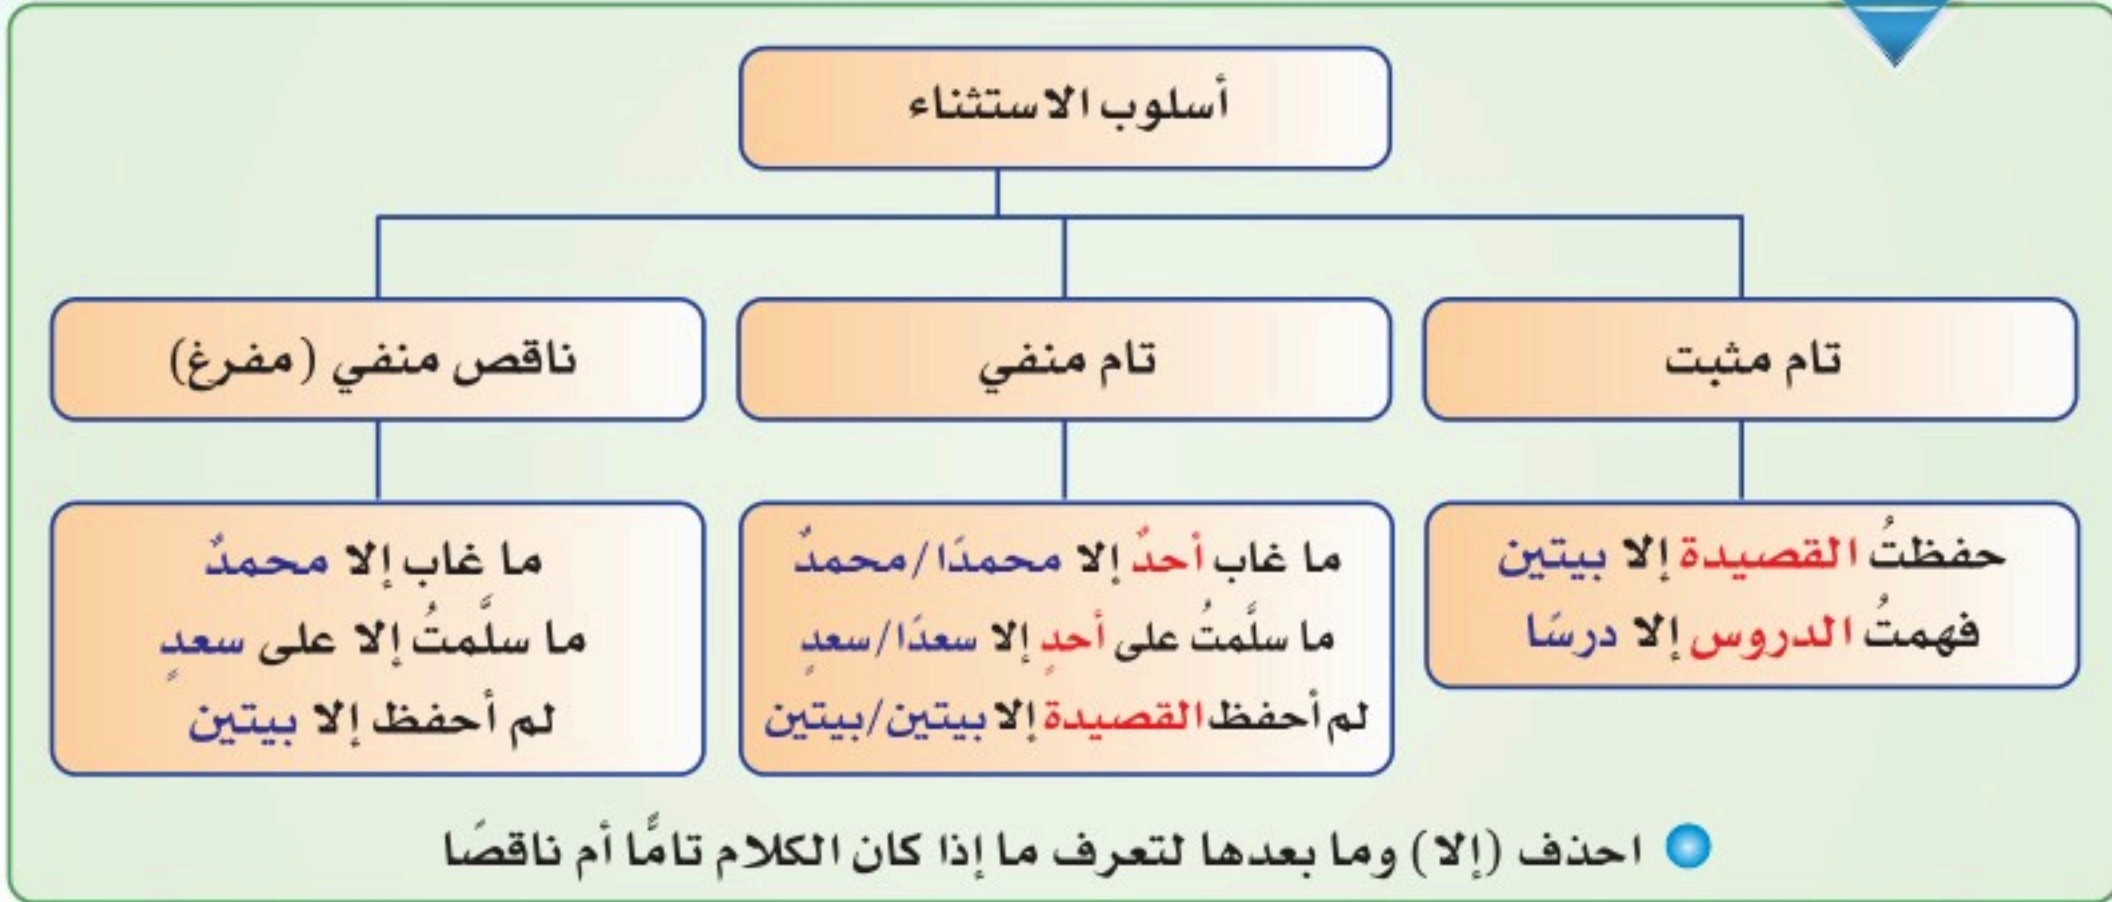 أسلوب الاستثناء
تام مثبت
تام منفي
ناقص منفي (مفرغ)
حفظتُ القصيدة إلا بيتين
فهمتُ الدروس إلا درسًا
ما غاب أحدٌ إلا محمدًا/محمدٌ
ما سلَّمتُ على أحدٍ إلا سعدًا/سعدٍ
لم أحفظ القصيدة إلا بيتين/بيتين
ما غاب إلا محمدٌ
ما سلَّمتُ إلا على سعدٍ
لم أحفظ إلا بيتين
احذف (إلا) وما بعدها لتعرف ما إذا كان الكلام تامًّا أم ناقصًا